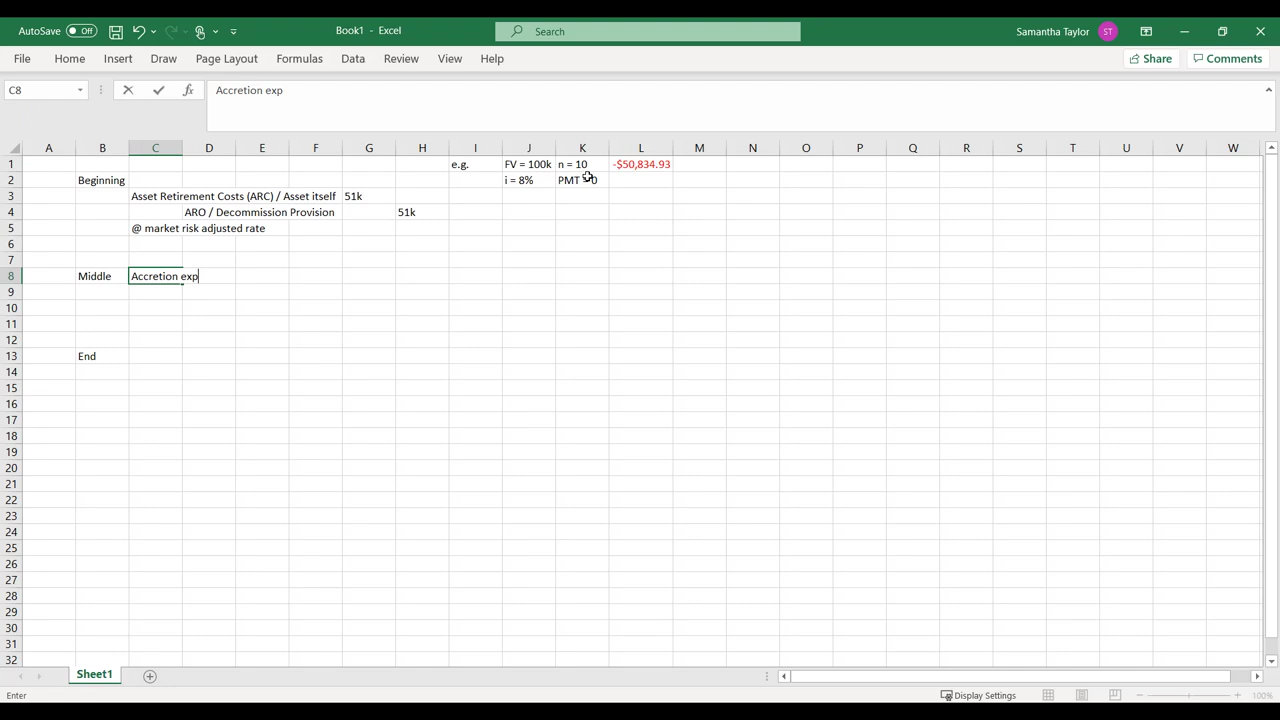 AutoSave Off
Book1 - Excel
Search
Samantha Taylor ST
File Home Insert Draw Page Layout Formulas Data Review View Help Share Comments
C8 fx Accretion exp
A B C D E F G H I J K L M N O P Q R S T U V W
1 e.g. FV = 100k n = 10 -$50,834.93
2 Beginning i = 8% PMT = 0
3 Asset Retirement Costs (ARC) / Asset itself 51k
4 ARO / Decommission Provision 51k
5 @ market risk adjusted rate
6
7
8 Middle Accretion exp
9
10
11
12
13 End
14
15
16
17
18
19
20
21
22
23
24
25
26
27
28
29
30
31
32
Sheet1
Enter Display Settings 100%